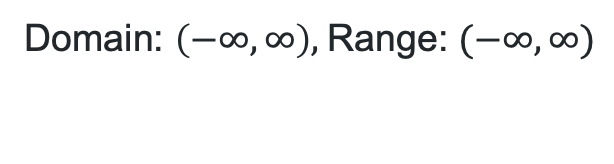 Domain: (−∞, ∞), Range: (−∞, ∞)